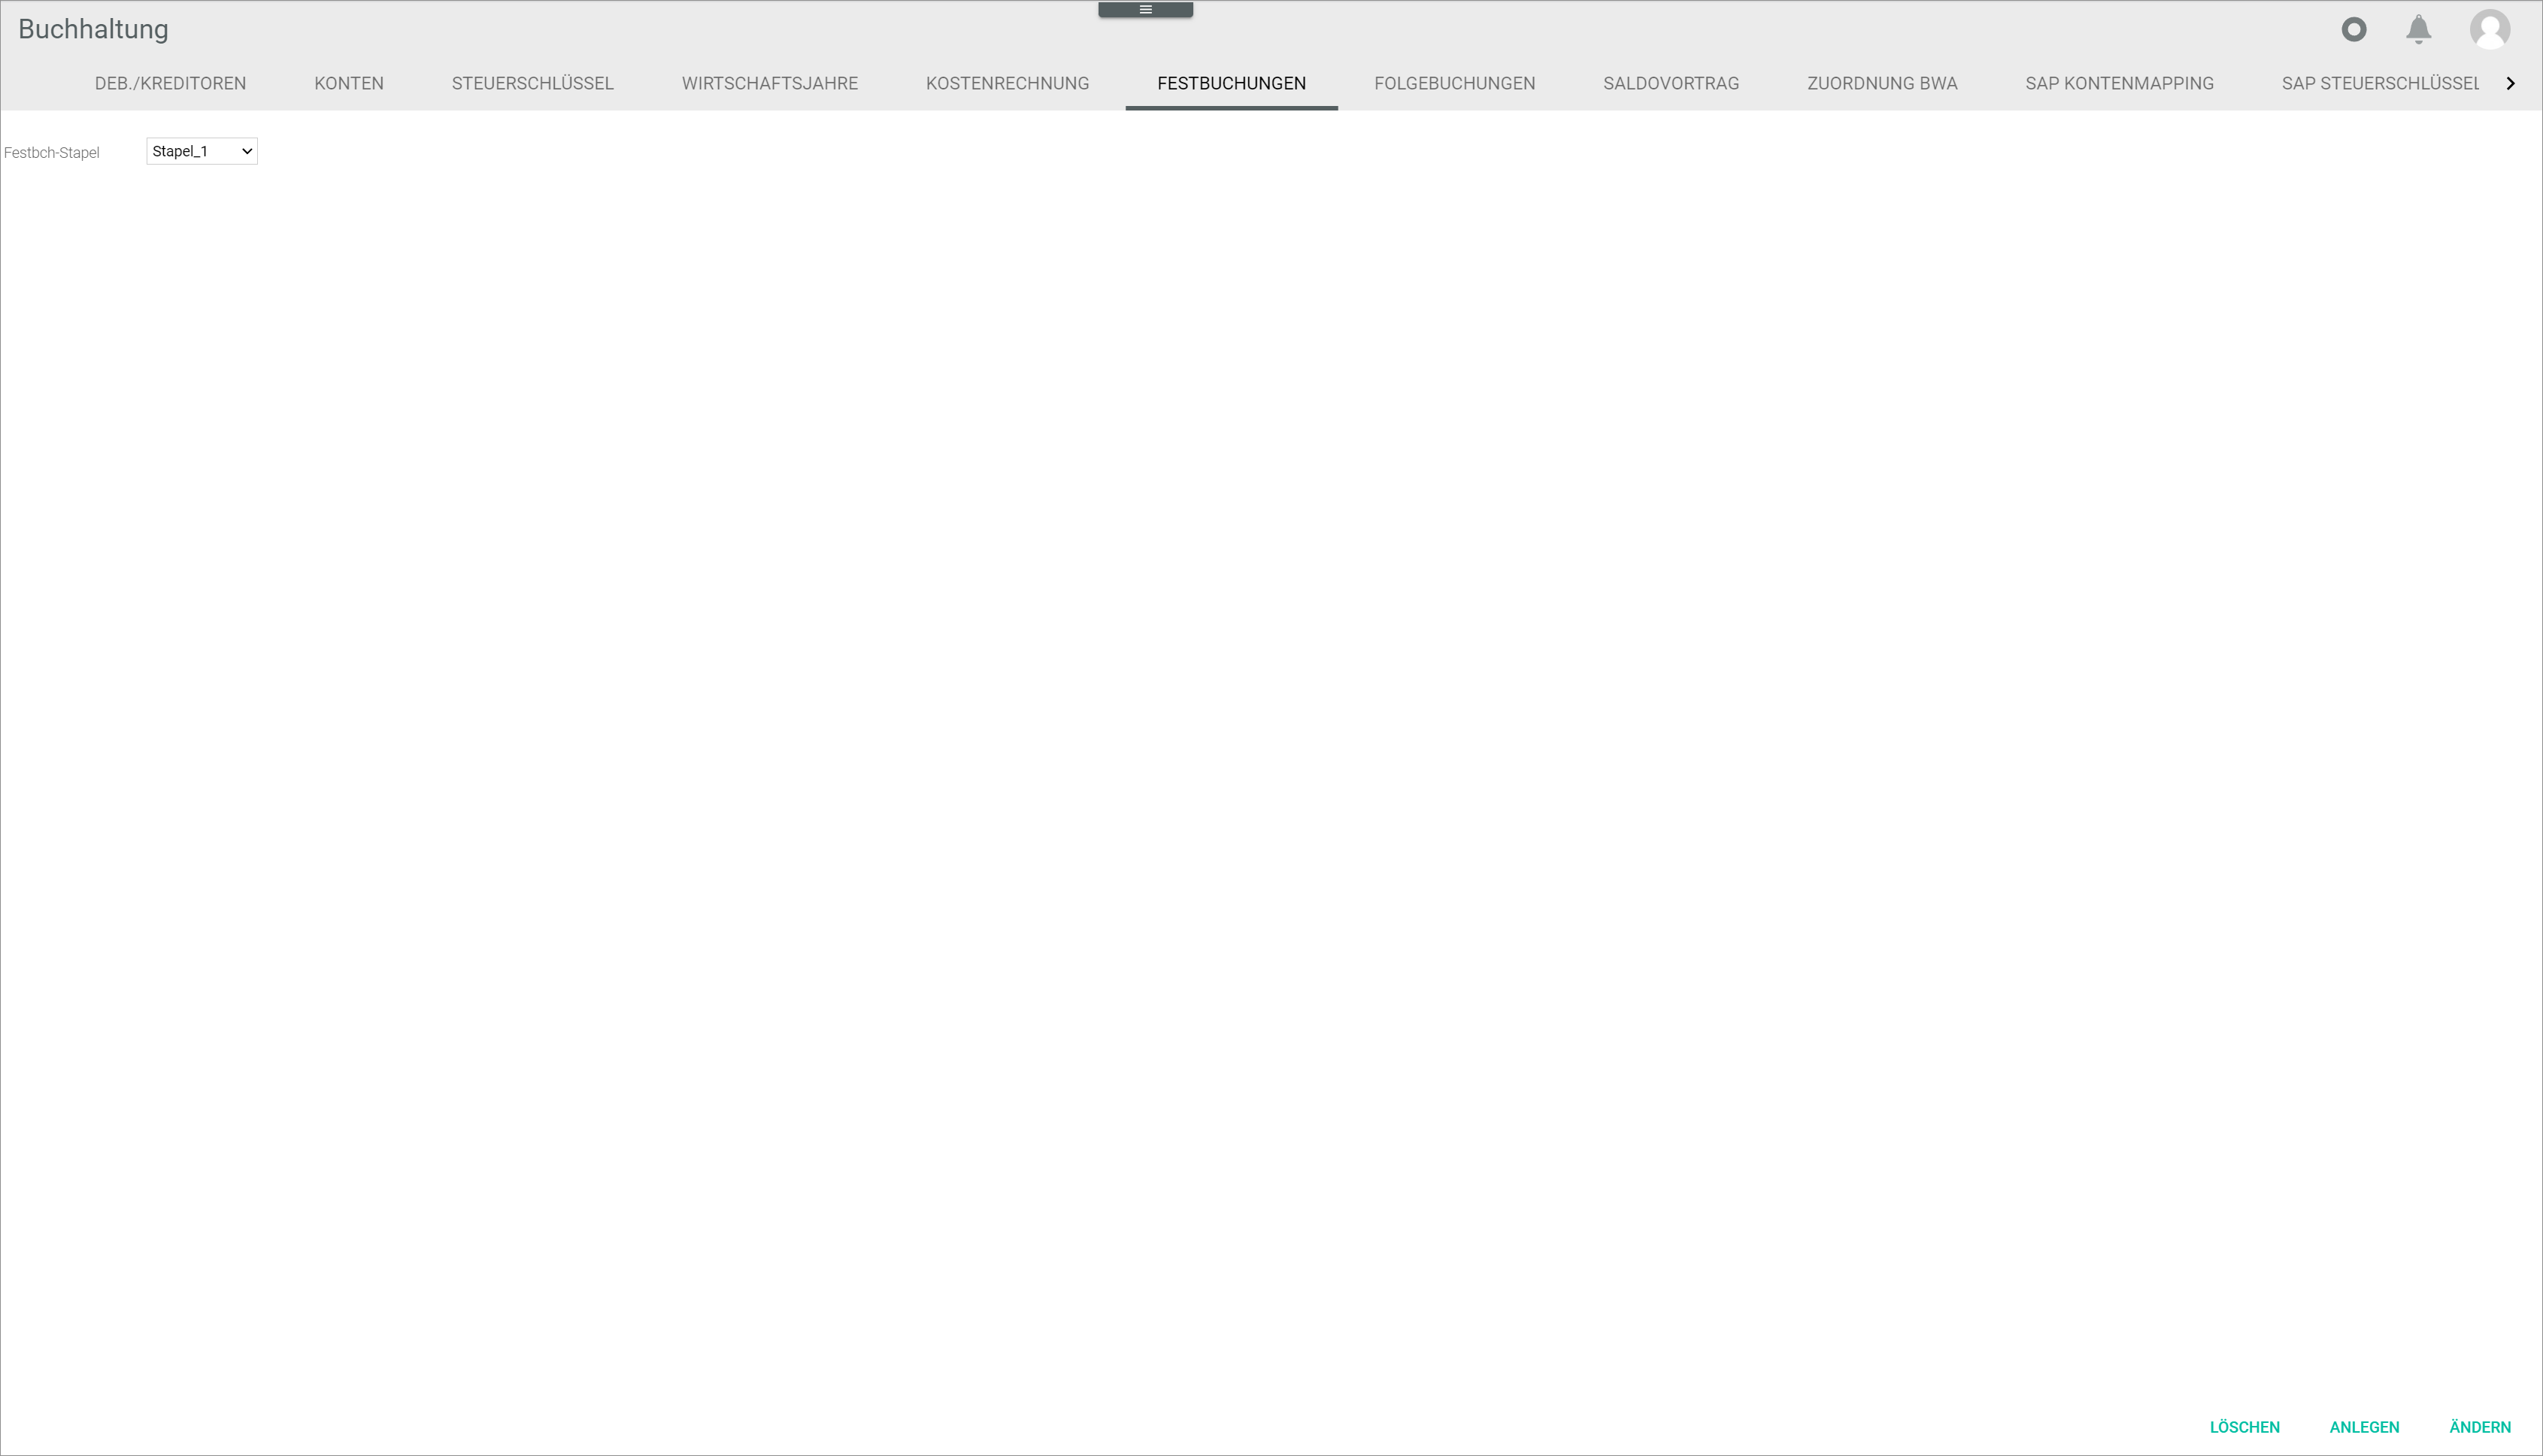 Buchhaltung
DEB./KREDITOREN KONTEN STEUERSCHLÜSSEL WIRTSCHAFTSJAHRE KOSTENRECHNUNG FESTBUCHUNGEN FOLGEBUCHUNGEN SALDOVORTRAG ZUORDNUNG BWA SAP KONTENMAPPING SAP STEUERSCHLÜSSEL
Festbch-Stapel Stapel_1
LÖSCHEN ANLEGEN ÄNDERN